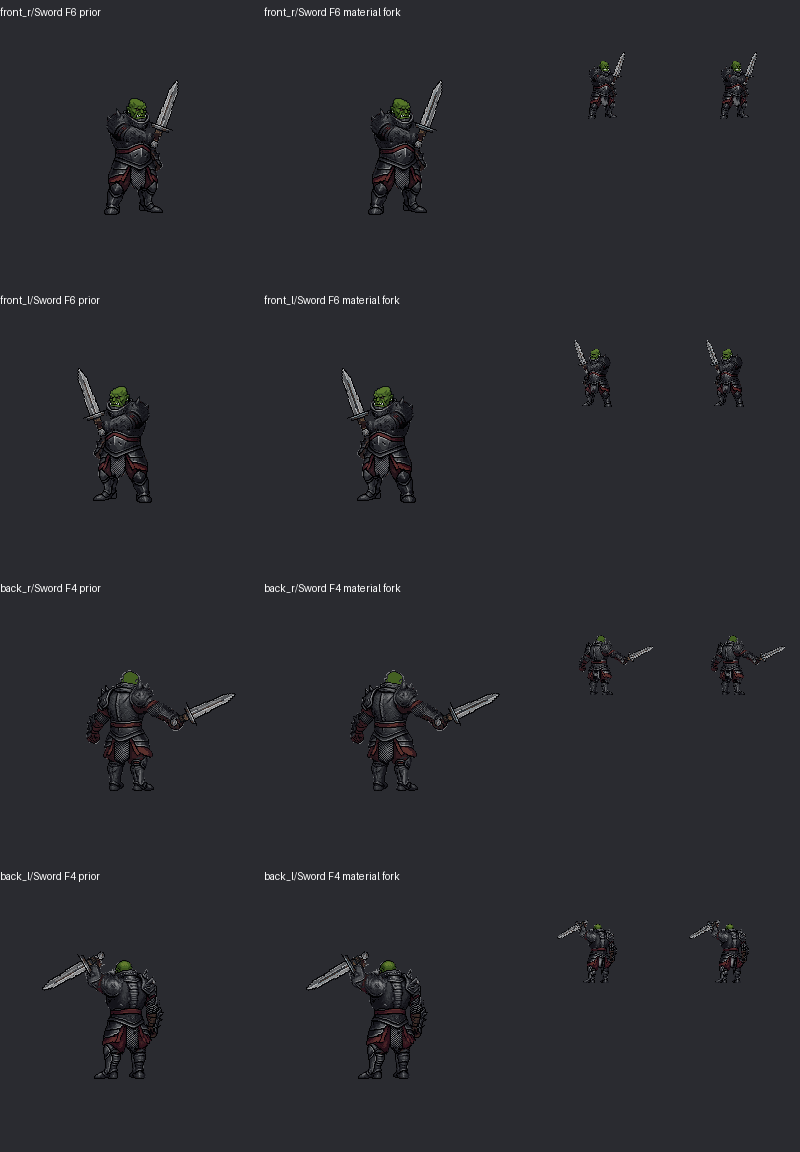 front_r/Sword F6 prior
front_r/Sword F6 material fork
front_l/Sword F6 prior
front_l/Sword F6 material fork
back_r/Sword F4 prior
back_r/Sword F4 material fork
back_l/Sword F4 prior
back_l/Sword F4 material fork